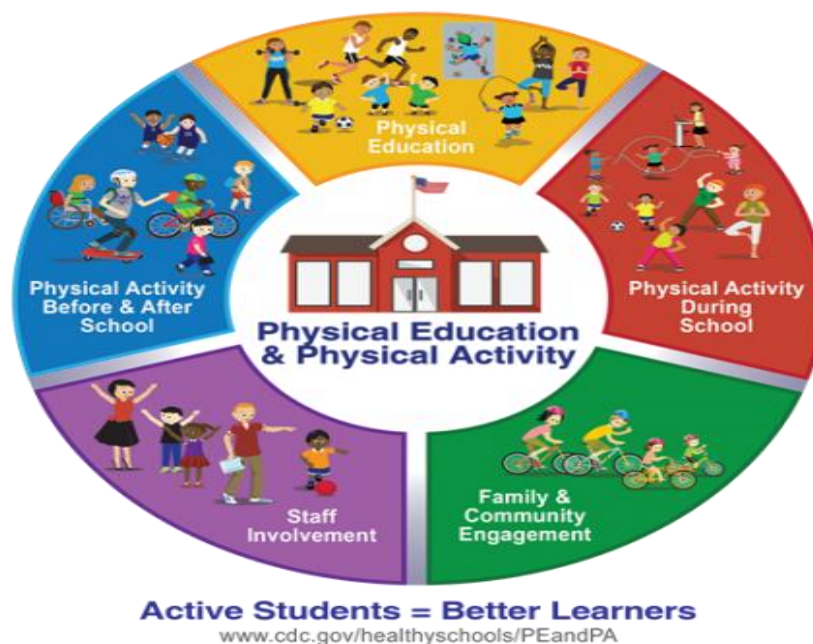 Physical
Education
Physical Activity
Before & After
School
Physical Activity
During
School
Physical Education
& Physical Activity
Staff
Involvement
Family &
Community
Engagement
Active Students = Better Learners
www.cdc.gov/healthyschools/PEandPA